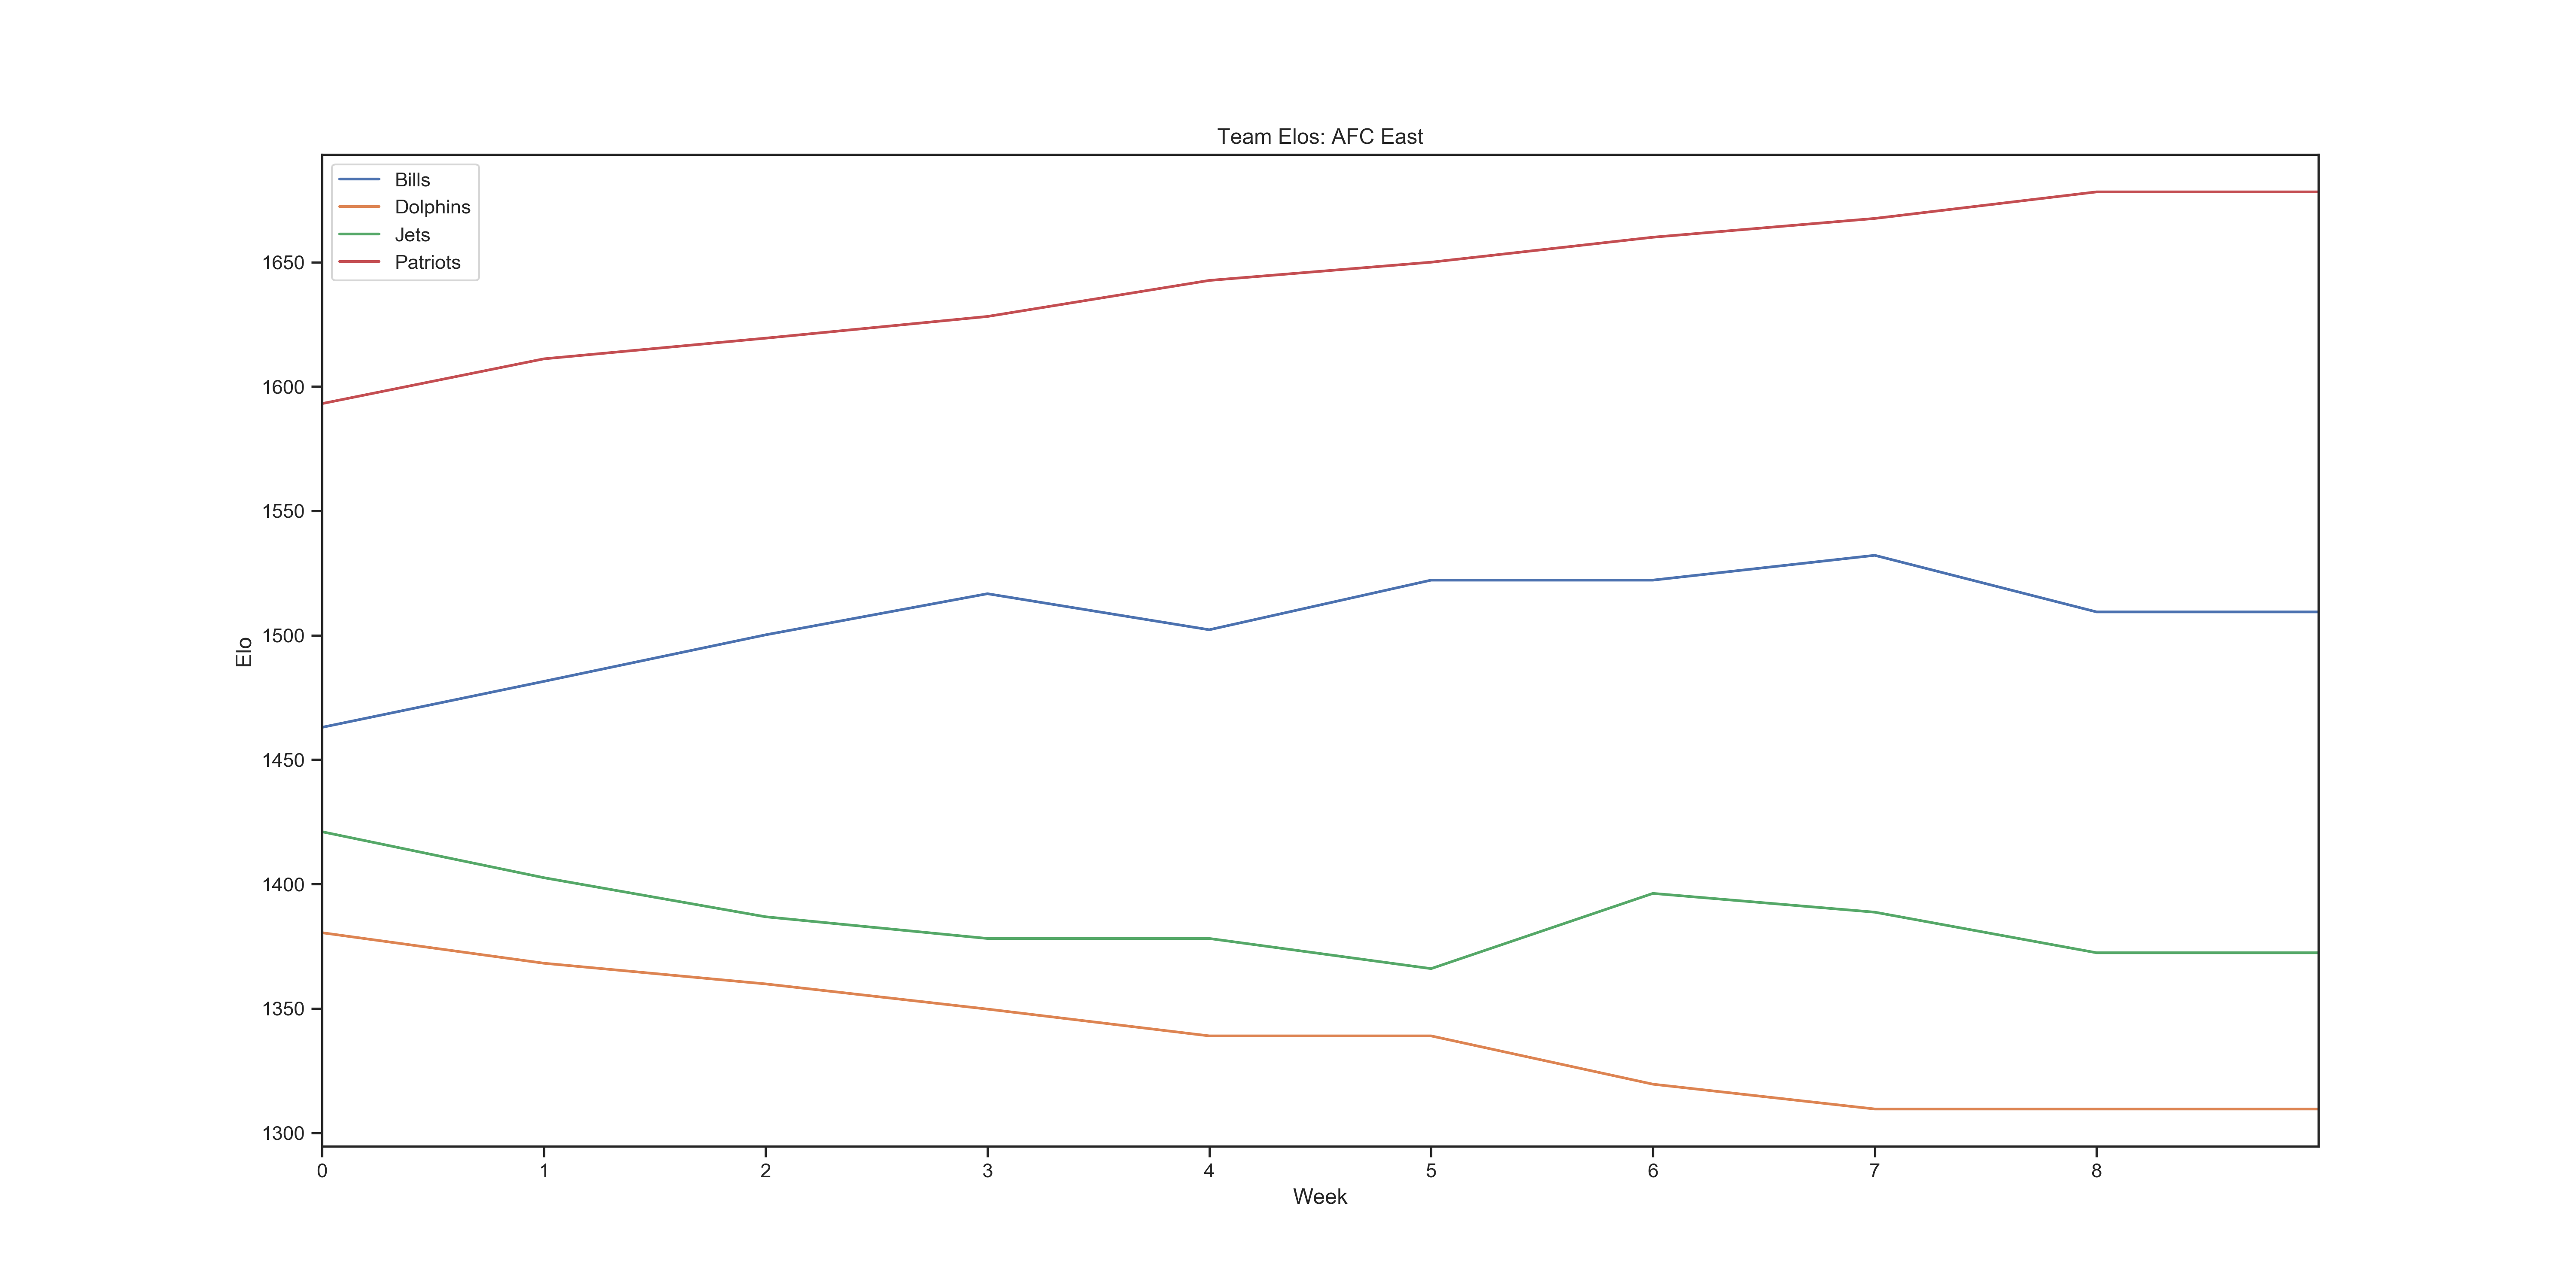 Team Elos: AFC East
Bills
Dolphins
Jets
Patriots
1650
1600
1550
1500
1450
1400
1350
1300
Elo
0 1 2 3 4 5 6 7 8
Week